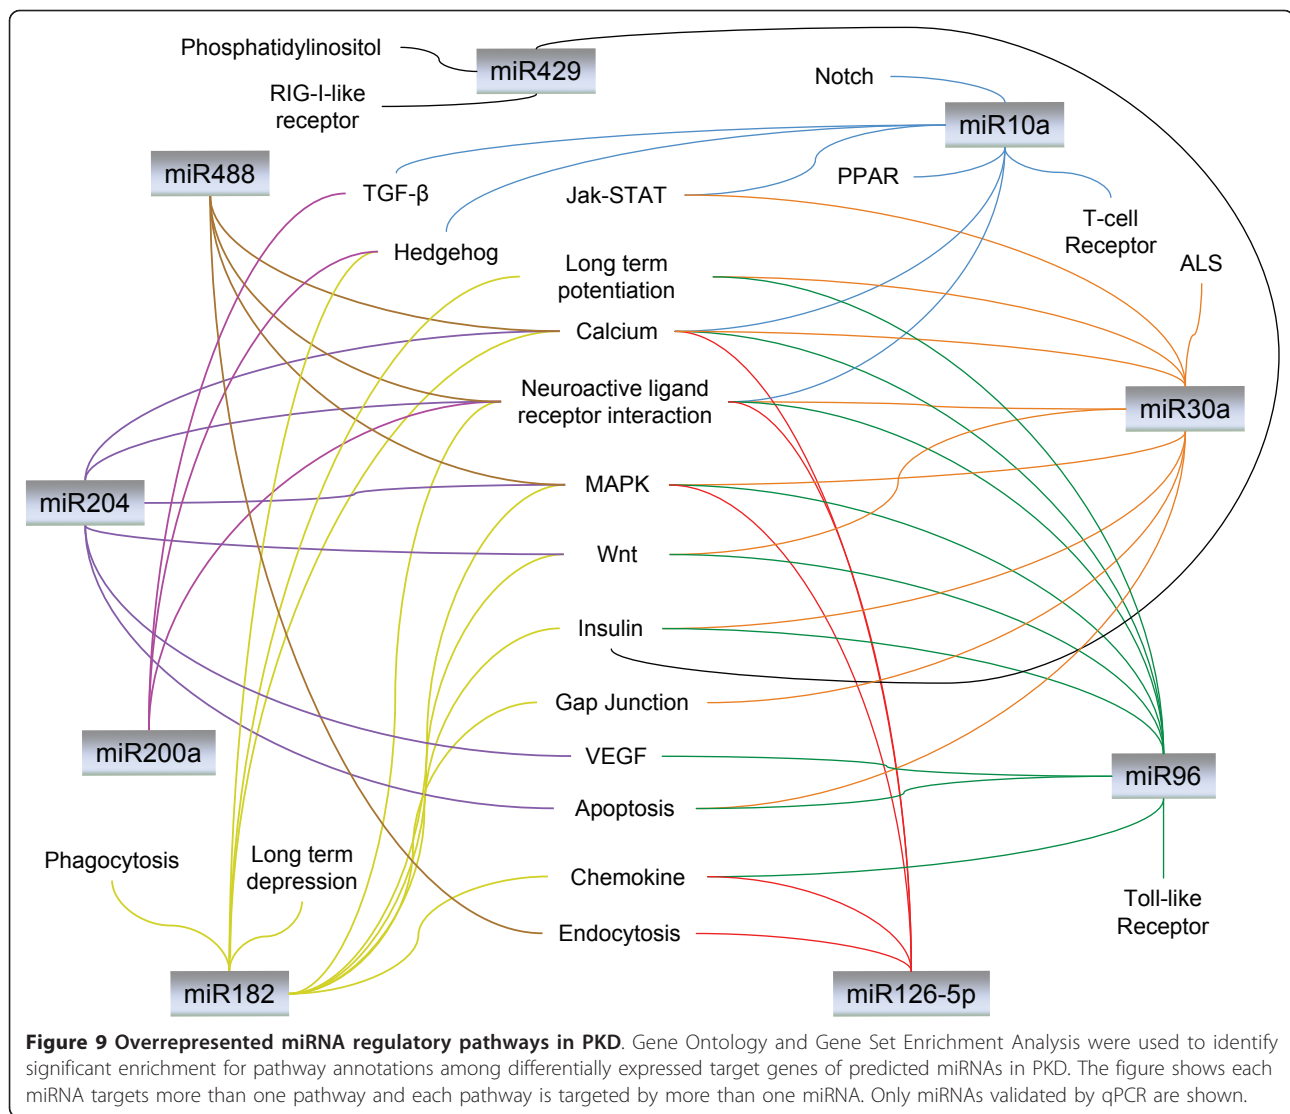 Phosphatidylinositol
miR429
RIG-I-like
receptor
Notch
miR10a
miR488
TGF-β
Jak-STAT
PPAR
T-cell
Receptor
Hedgehog
Long term
potentiation
ALS
Calcium
Neuroactive ligand
receptor interaction
miR30a
miR204
MAPK
Wnt
Insulin
Gap Junction
miR200a
VEGF
miR96
Apoptosis
Phagocytosis
Long term
depression
Chemokine
Toll-like
Receptor
Endocytosis
miR182
miR126-5p
Figure 9 Overrepresented miRNA regulatory pathways in PKD. Gene Ontology and Gene Set Enrichment Analysis were used to identify
significant enrichment for pathway annotations among differentially expressed target genes of predicted miRNAs in PKD. The figure shows each
miRNA targets more than one pathway and each pathway is targeted by more than one miRNA. Only miRNAs validated by qPCR are shown.